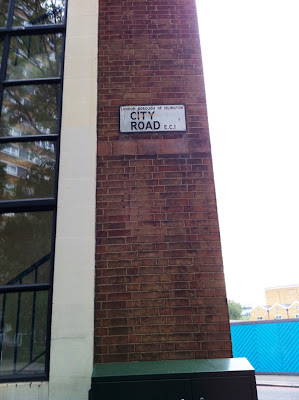 LONDON BOROUGH OF ISLINGTON
CITY
ROAD E.C.1